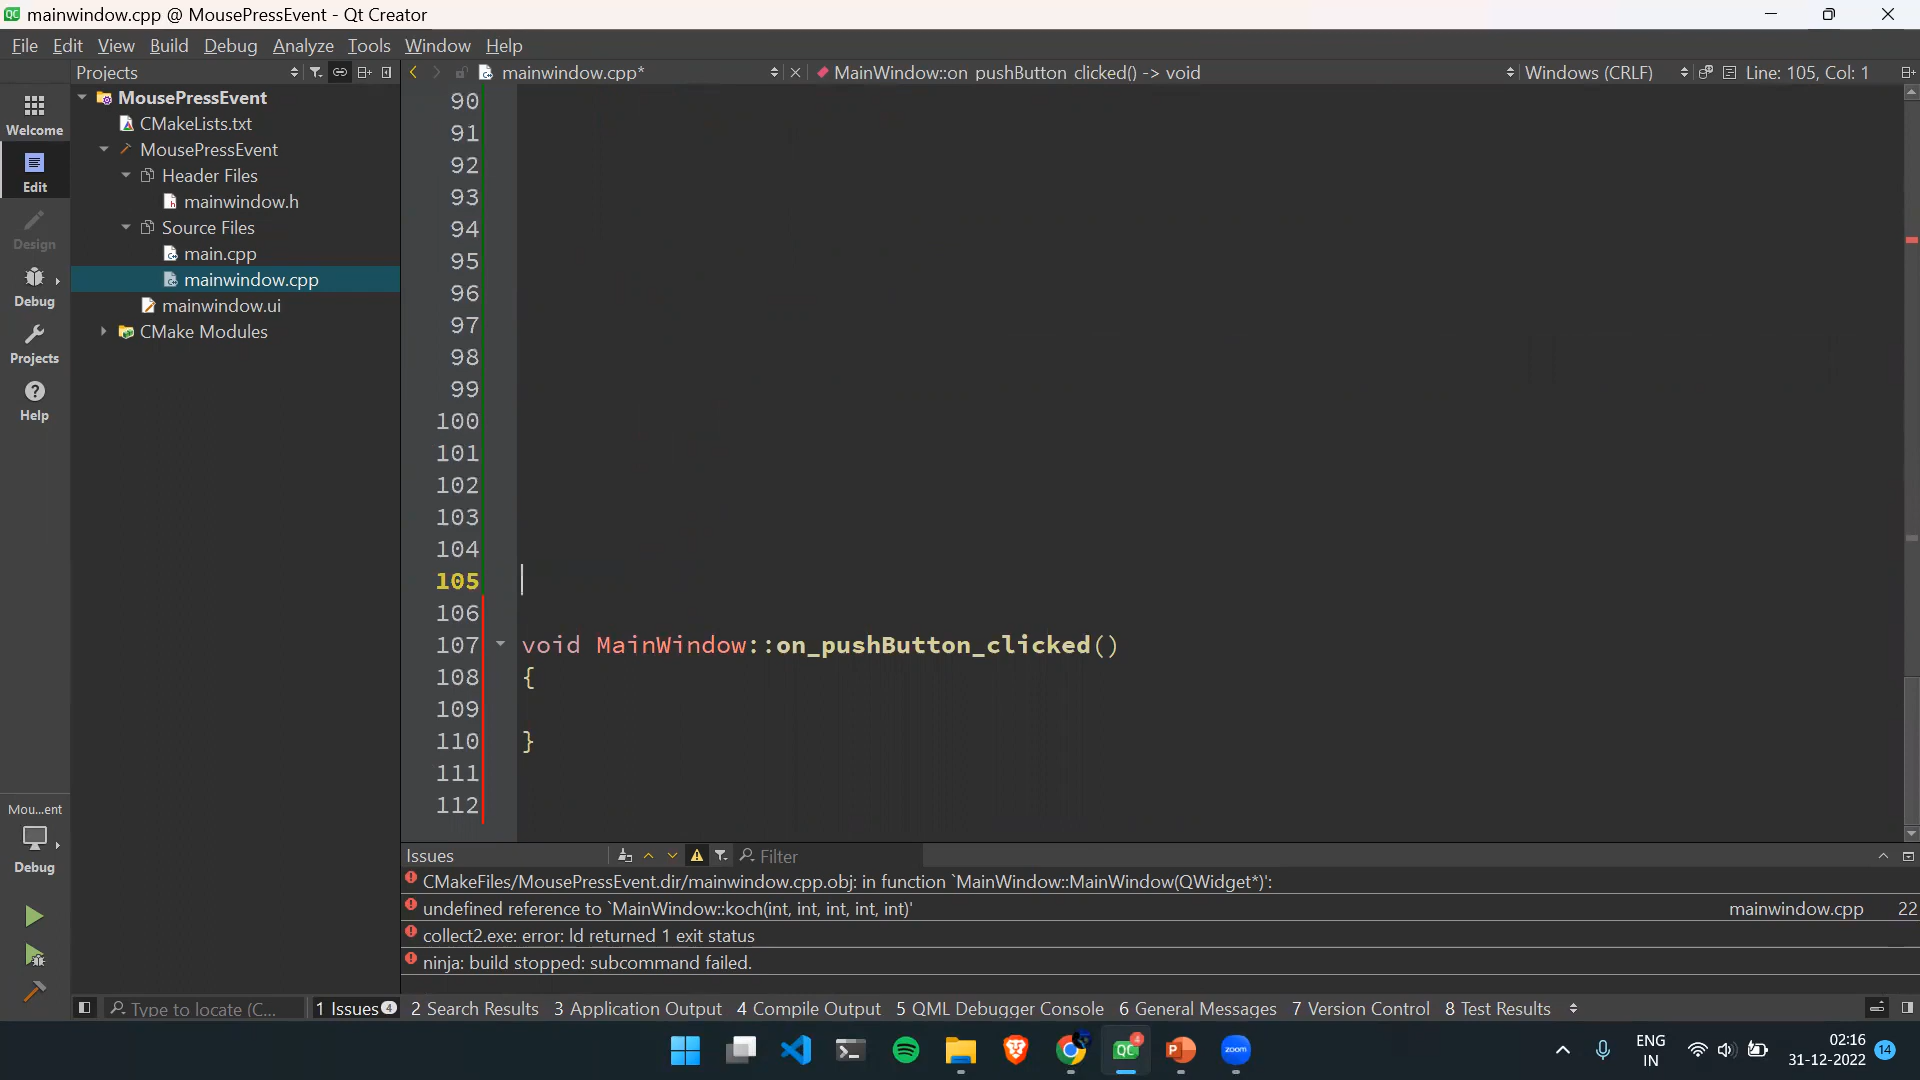 QC mainwindow.cpp @ MousePressEvent - Qt Creator
File Edit View Build Debug Analyze Tools Window Help
Projects mainwindow.cpp* MainWindow::on_pushButton_clicked() -> void Windows (CRLF) Line: 105, Col: 1
Welcome
Edit
Design
Debug
Projects
Help
MousePressEvent
CMakeLists.txt
MousePressEvent
Header Files
mainwindow.h
Source Files
main.cpp
mainwindow.cpp
mainwindow.ui
CMake Modules
90
91
92
93
94
95
96
97
98
99
100
101
102
103
104
105
106
107 void MainWindow::on_pushButton_clicked()
108 {
109
110 }
111
112
Mou...ent
Debug
Issues Filter
CMakeFiles/MousePressEvent.dir/mainwindow.cpp.obj: in function `MainWindow::MainWindow(QWidget*)':
undefined reference to `MainWindow::koch(int, int, int, int, int)' mainwindow.cpp 22
collect2.exe: error: ld returned 1 exit status
ninja: build stopped: subcommand failed.
Type to locate (C... 1 Issues 4 2 Search Results 3 Application Output 4 Compile Output 5 QML Debugger Console 6 General Messages 7 Version Control 8 Test Results
QC 4 P zoom ENG IN 02:16 31-12-2022 14